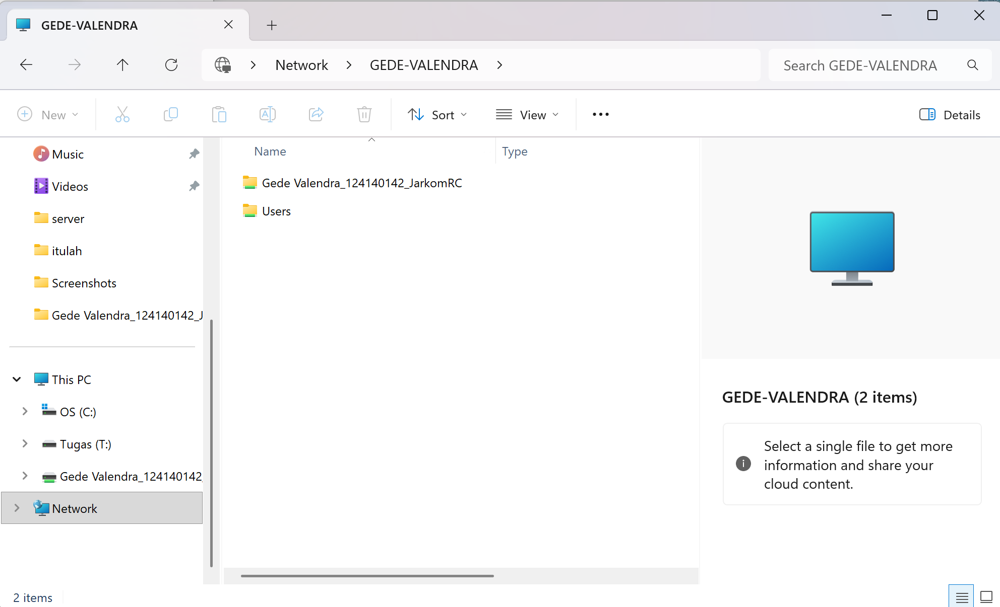 GEDE-VALENDRA
Network
GEDE-VALENDRA
Search GEDE-VALENDRA
New
Sort
View
Details
Music
Videos
server
itulah
Screenshots
Gede Valendra_124140142_J
This PC
OS (C:)
Tugas (T:)
Gede Valendra_124140142_
Network
Name
Type
Gede Valendra_124140142_JarkomRC
Users
GEDE-VALENDRA (2 items)
Select a single file to get more
information and share your
cloud content.
2 items